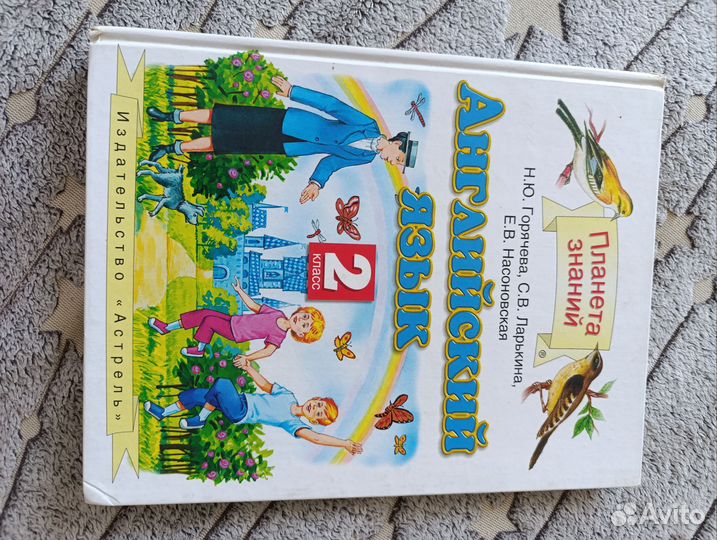 Планета
знаний
®
Н.Ю. Горячева, С.В. Ларькина,
Е.В. Насоновская
АНГЛИЙСКИЙ
ЯЗЫК
2
класс
Издательство «Астрель»
Avito